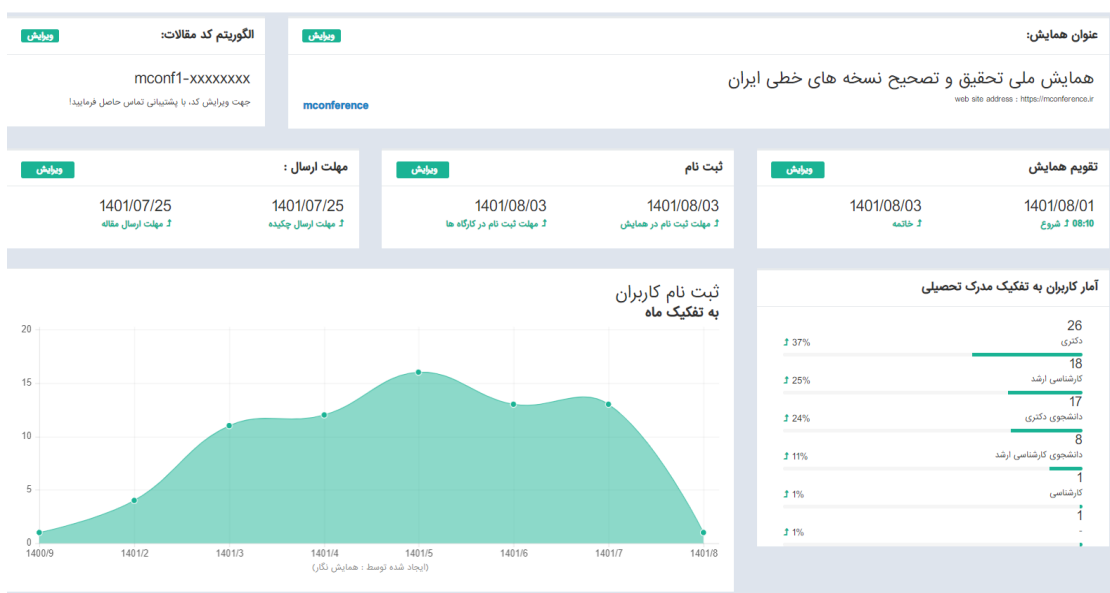 عنوان همایش:
ویرایش
همایش ملی تحقیق و تصحیح نسخه های خطی ایران
web site address : https://mconference.ir
mconference
الگوریتم کد مقالات:
ویرایش
mconf1-xxxxxxxx
جهت ویرایش کد، با پشتیبانی تماس حاصل فرمایید!
تقویم همایش
ویرایش
1401/08/01
08:10 شروع
1401/08/03
خاتمه
ثبت نام
ویرایش
1401/08/03
مهلت ثبت نام در همایش
1401/08/03
مهلت ثبت نام در کارگاه ها
مهلت ارسال :
ویرایش
1401/07/25
مهلت ارسال چکیده
1401/07/25
مهلت ارسال مقاله
آمار کاربران به تفکیک مدرک تحصیلی
26
دکتری
37%
18
کارشناسی ارشد
25%
17
دانشجوی دکتری
24%
8
دانشجوی کارشناسی ارشد
11%
1
کارشناسی
1%
1
-
1%
ثبت نام کاربران
به تفکیک ماه
20
15
10
5
0
1400/9 1401/2 1401/3 1401/4 1401/5 1401/6 1401/7 1401/8
(ایجاد شده توسط : همایش نگار)